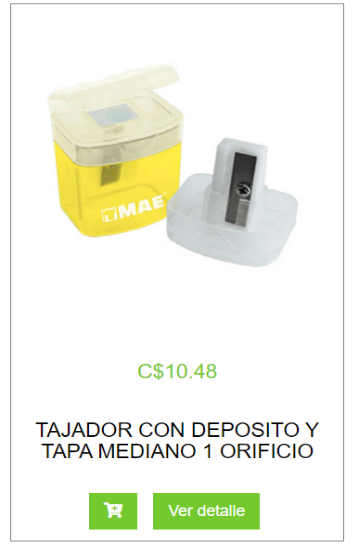 MAE
C$10.48
TAJADOR CON DEPOSITO Y
TAPA MEDIANO 1 ORIFICIO
Ver detalle